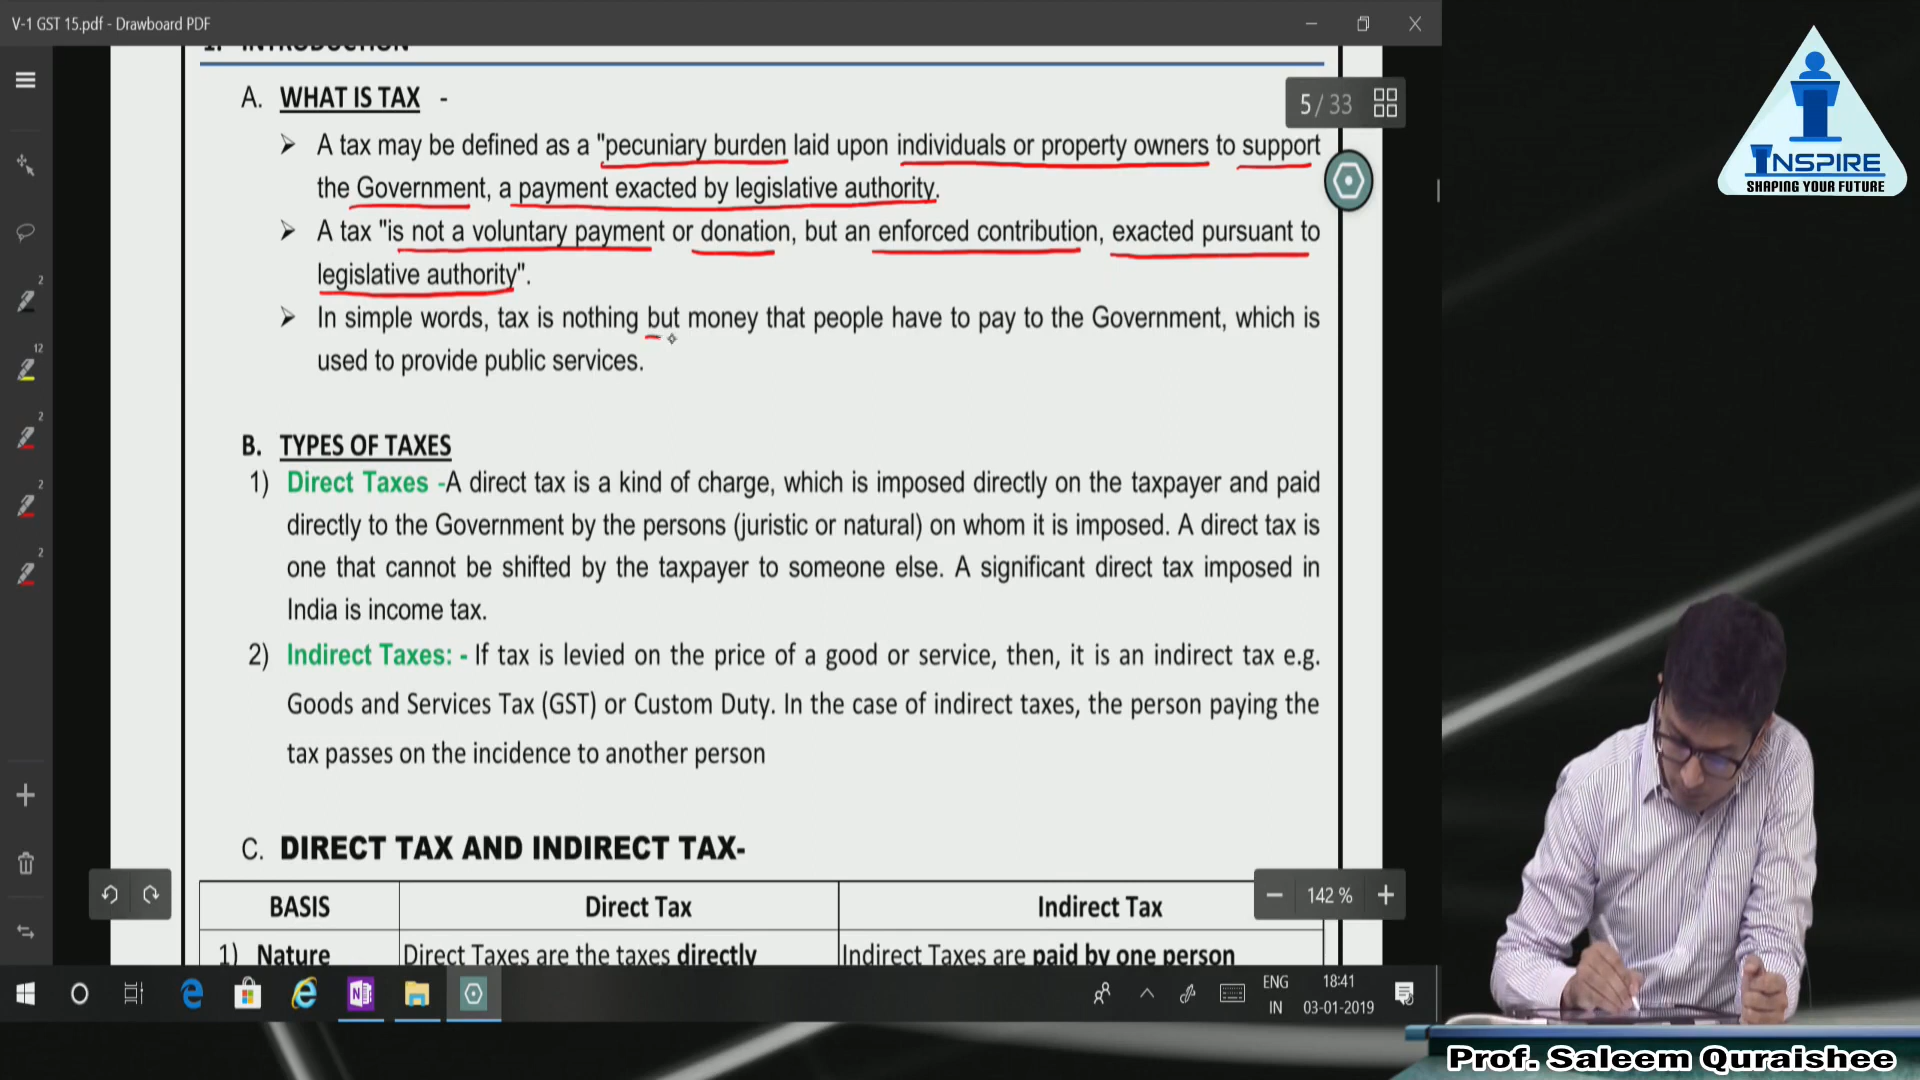 V-1 GST 15.pdf - Drawboard PDF
1. INTRODUCTION
A. WHAT IS TAX -
5 / 33
➢ A tax may be defined as a "pecuniary burden laid upon individuals or property owners to support
the Government, a payment exacted by legislative authority.
➢ A tax "is not a voluntary payment or donation, but an enforced contribution, exacted pursuant to
legislative authority".
➢ In simple words, tax is nothing but money that people have to pay to the Government, which is
used to provide public services.
B. TYPES OF TAXES
1) Direct Taxes -A direct tax is a kind of charge, which is imposed directly on the taxpayer and paid
directly to the Government by the persons (juristic or natural) on whom it is imposed. A direct tax is
one that cannot be shifted by the taxpayer to someone else. A significant direct tax imposed in
India is income tax.
2) Indirect Taxes: - If tax is levied on the price of a good or service, then, it is an indirect tax e.g.
Goods and Services Tax (GST) or Custom Duty. In the case of indirect taxes, the person paying the
tax passes on the incidence to another person
C. DIRECT TAX AND INDIRECT TAX-
BASIS Direct Tax Indirect Tax
142 %
1) Nature Direct Taxes are the taxes directly Indirect Taxes are paid by one person
2
12
2
2
2
ENG
IN
18:41
03-01-2019
INSPIRE
SHAPING YOUR FUTURE
Prof. Saleem Quraishee